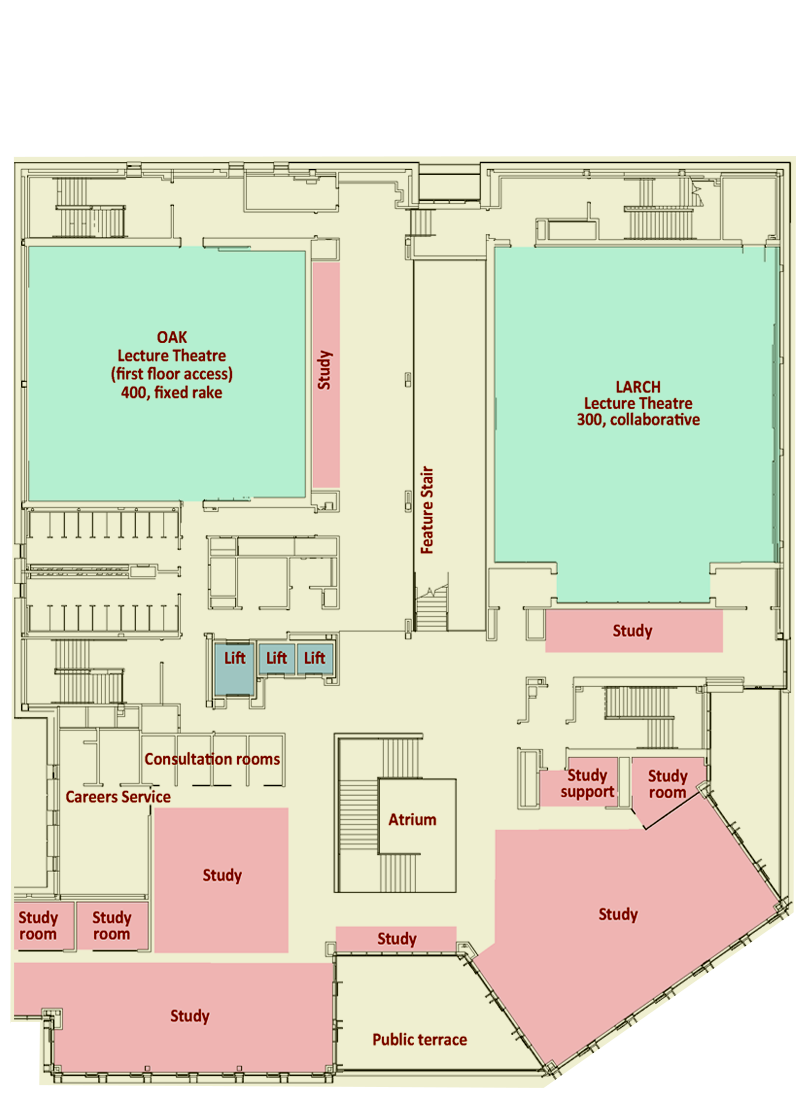 OAK
Lecture Theatre
(first floor access)
400, fixed rake
Study
LARCH
Lecture Theatre
300, collaborative
Feature Stair
Study
Lift
Lift
Lift
Consultation rooms
Careers Service
Study
support
Study
room
Atrium
Study
Study
room
Study
room
Study
Study
Study
Public terrace